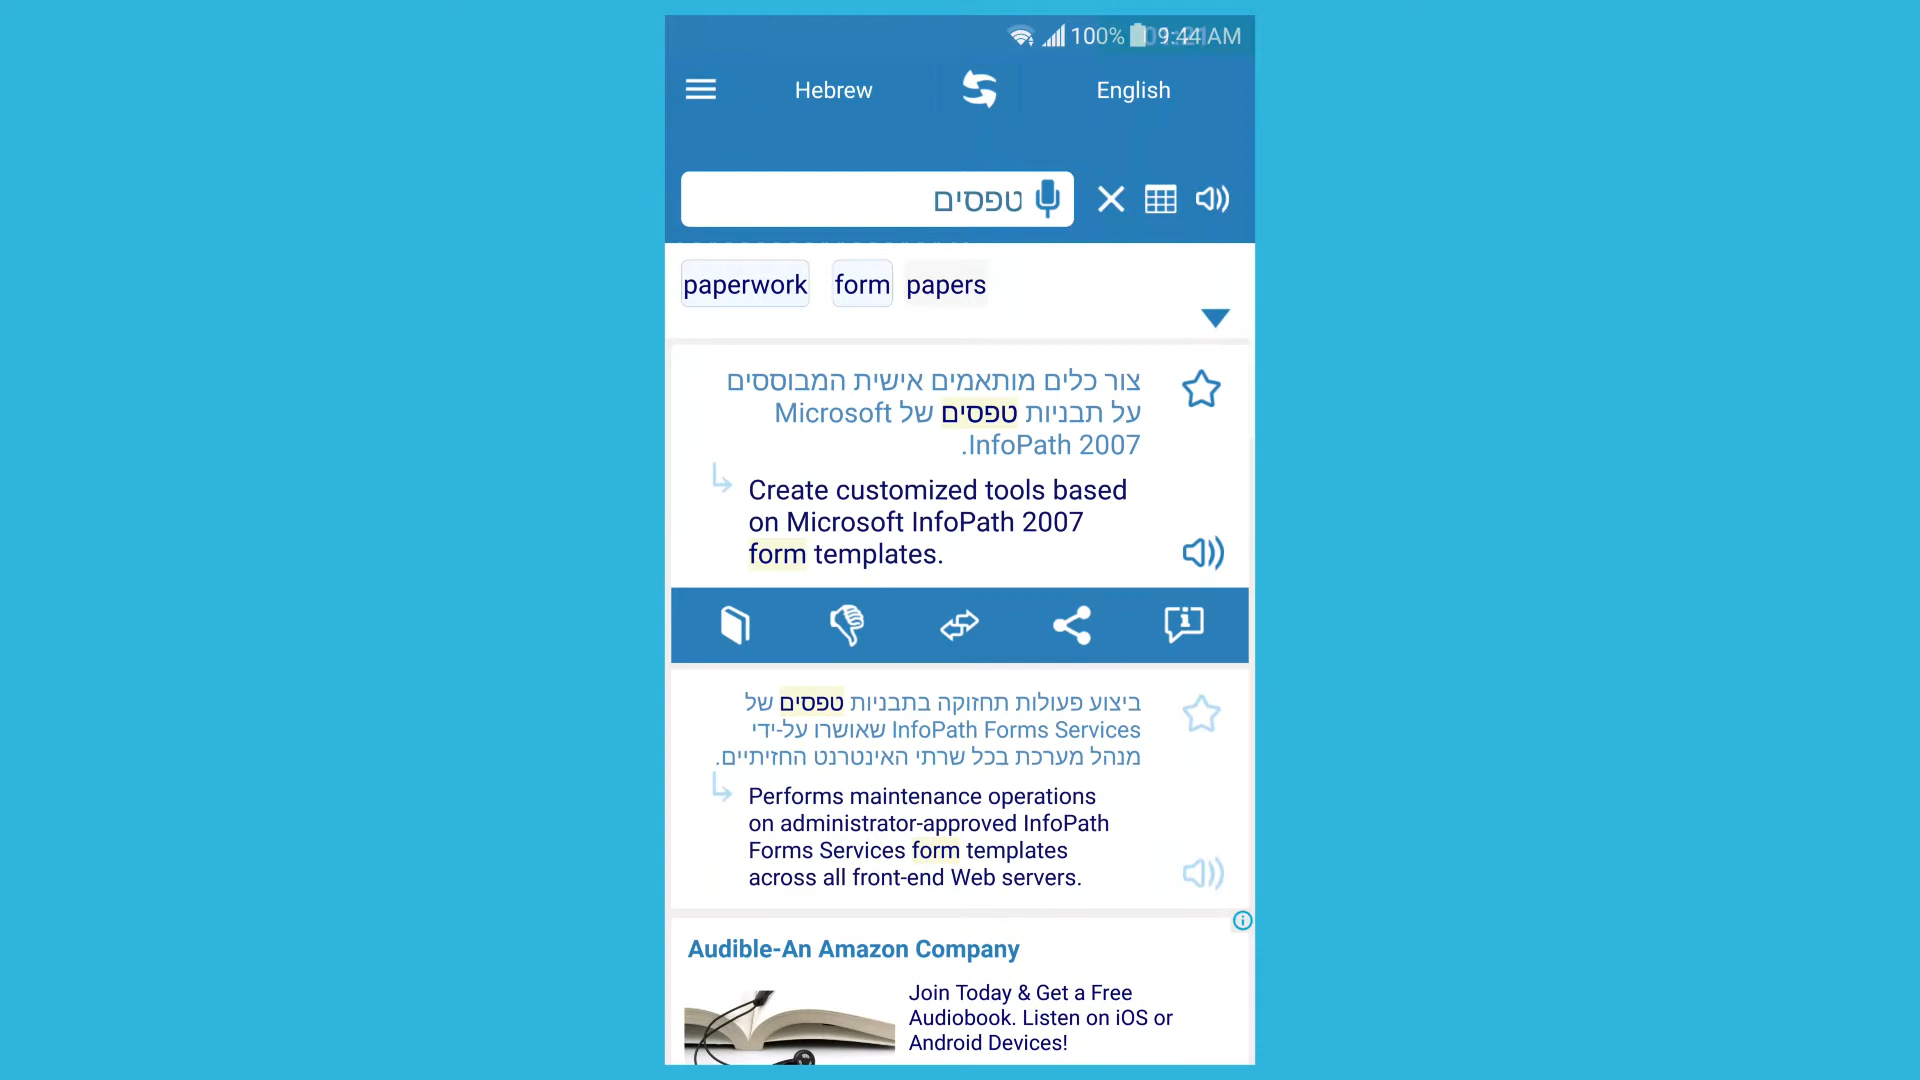 100% AM
Hebrew English
טפסים
paperwork form papers
צור כלים מותאמים אישית המבוססים
על תבניות טפסים של Microsoft
InfoPath 2007.
Create customized tools based
on Microsoft InfoPath 2007
form templates.
ביצוע פעולות תחזוקה בתבניות טפסים של
InfoPath Forms Services שאושרו על-ידי
מנהל מערכת בכל שרתי האינטרנט החזיתיים.
Performs maintenance operations
on administrator-approved InfoPath
Forms Services form templates
across all front-end Web servers.
Audible-An Amazon Company
Join Today & Get a Free
Audiobook. Listen on iOS or
Android Devices!